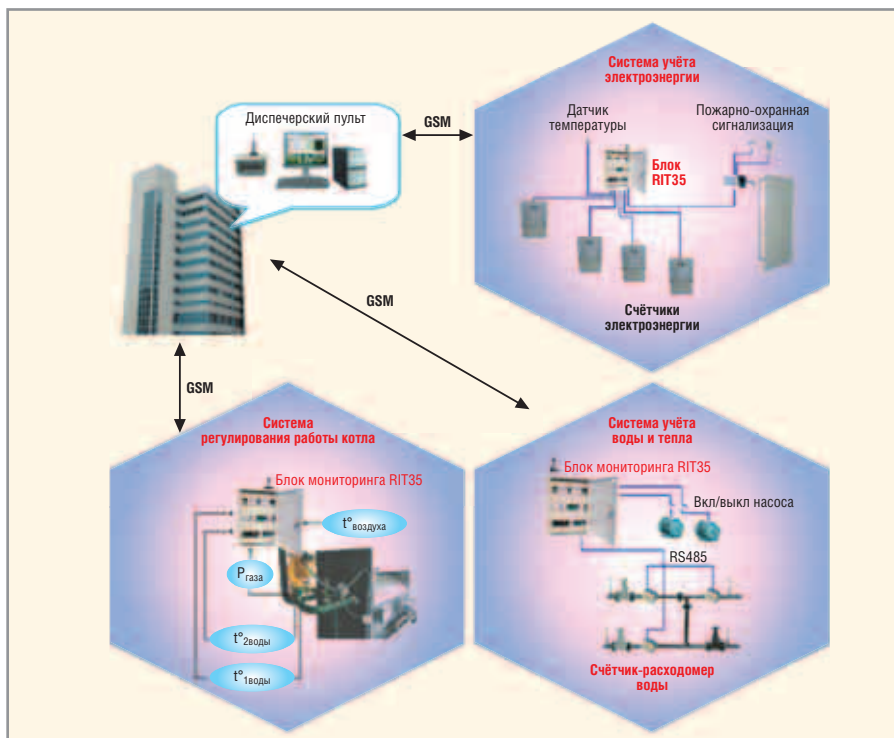 Диспечерский пульт
GSM
Система учёта
электроэнергии
Датчик
температуры
Пожарно-охранная
сигнализация
Блок
RIT35
Счётчики
электроэнергии
GSM
GSM
Система
регулирования работы котла
Блок мониторинга RIT35
t°воздуха
Pгаза
t°2воды
t°1воды
Система учёта
воды и тепла
Блок мониторинга RIT35
Вкл/выкл насоса
RS485
Счётчик-расходомер
воды